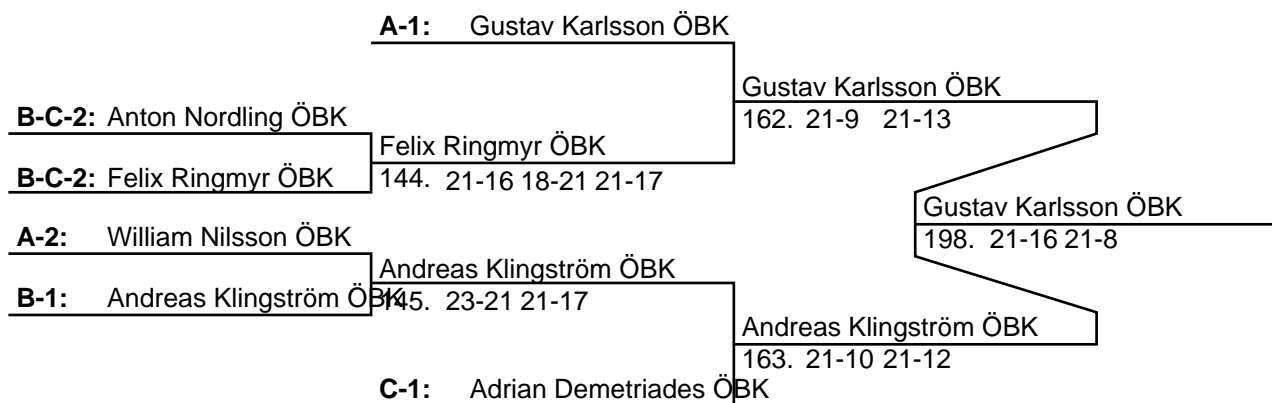 A-1: Gustav Karlsson ÖBK
Gustav Karlsson ÖBK
162. 21-9 21-13
B-C-2: Anton Nordling ÖBK
Felix Ringmyr ÖBK
144. 21-16 18-21 21-17
B-C-2: Felix Ringmyr ÖBK
Gustav Karlsson ÖBK
198. 21-16 21-8
A-2: William Nilsson ÖBK
Andreas Klingström ÖBK
145. 23-21 21-17
B-1: Andreas Klingström ÖBK
Andreas Klingström ÖBK
163. 21-10 21-12
C-1: Adrian Demetriades ÖBK